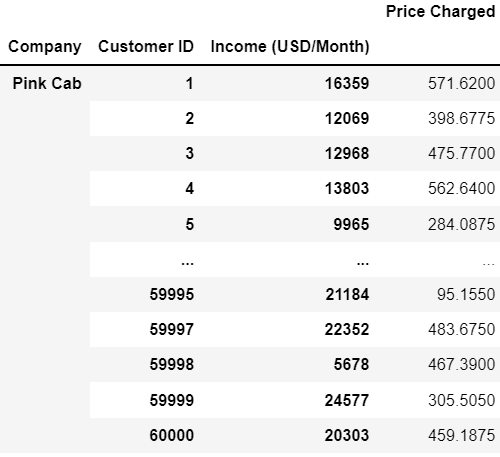 Price Charged
Company Customer ID Income (USD/Month)
Pink Cab 1 16359 571.6200
2 12069 398.6775
3 12968 475.7700
4 13803 562.6400
5 9965 284.0875
... ... ...
59995 21184 95.1550
59997 22352 483.6750
59998 5678 467.3900
59999 24577 305.5050
60000 20303 459.1875